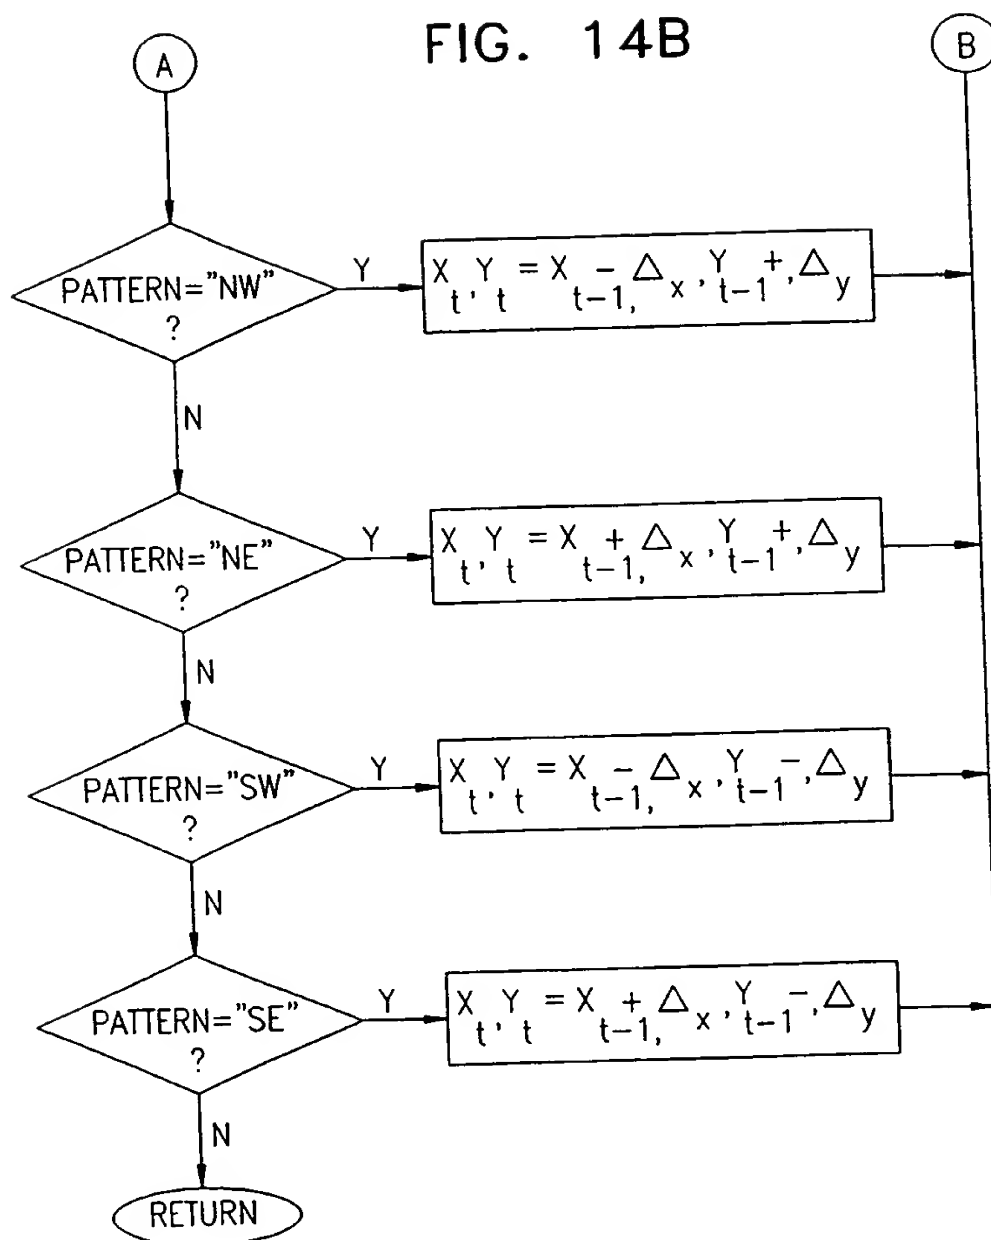 FIG. 14B
A
B
PATTERN="NW"
?
Y
X t, Y t = X t-1, - Δ x, Y t-1 +, Δ y
N
PATTERN="NE"
?
Y
X t, Y t = X t-1, + Δ x, Y t-1 +, Δ y
N
PATTERN="SW"
?
Y
X t, Y t = X t-1, - Δ x, Y t-1 -, Δ y
N
PATTERN="SE"
?
Y
X t, Y t = X t-1, + Δ x, Y t-1 -, Δ y
N
RETURN